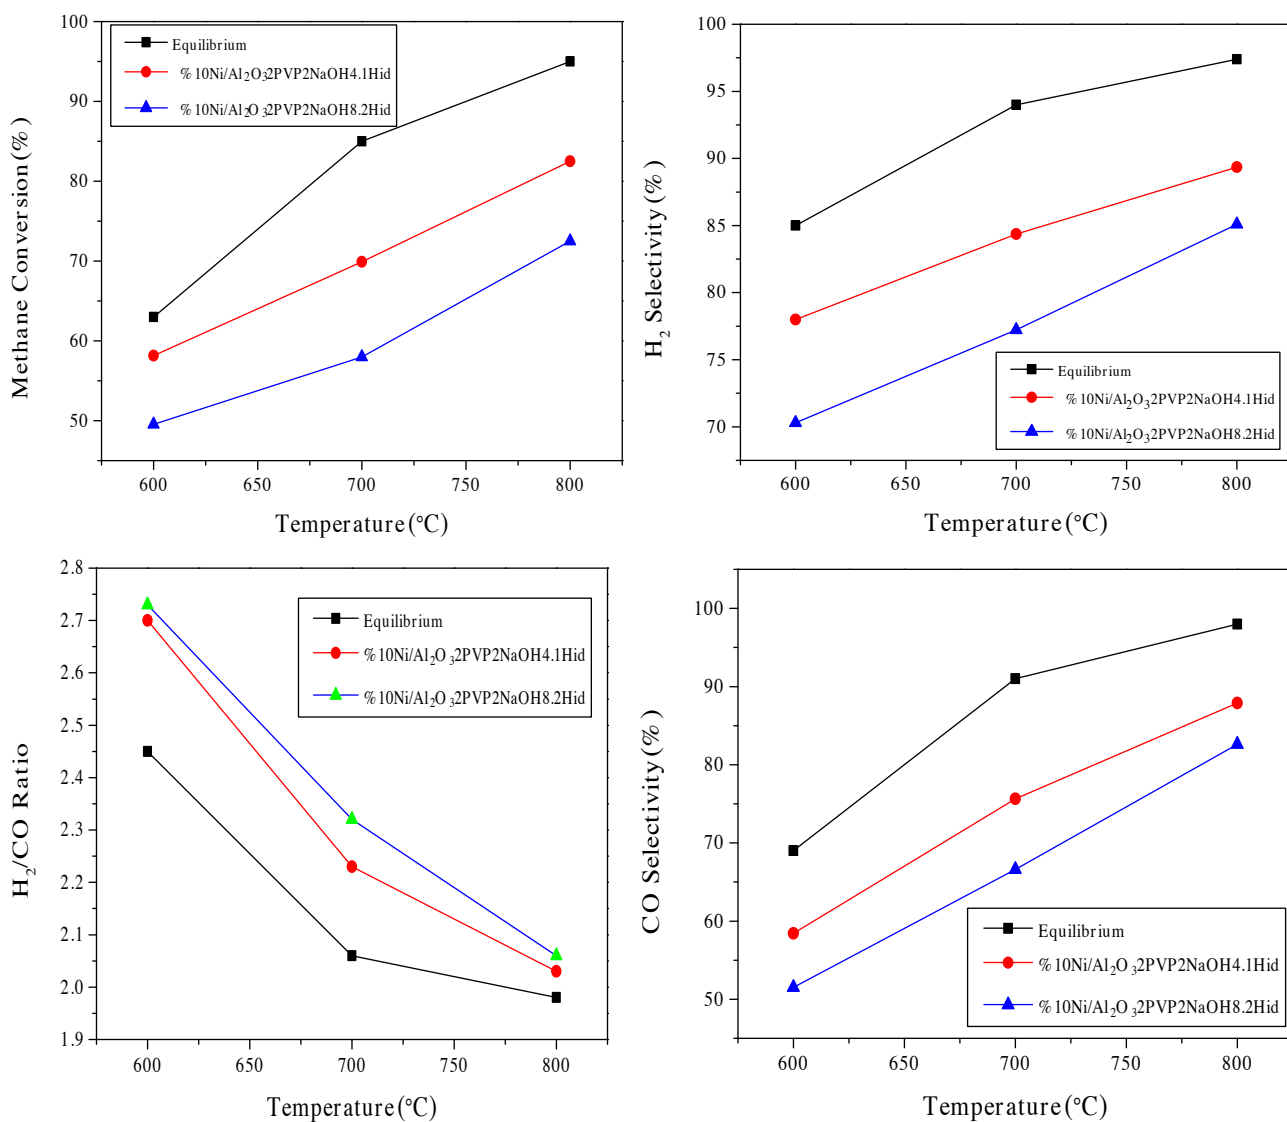 100
90
80
70
60
50
Methane Conversion (%)
Equilibrium
%10Ni/Al₂O₃2PVP2NaOH4.1Hid
%10Ni/Al₂O₃2PVP2NaOH8.2Hid
600 650 700 750 800
Temperature (°C)
100
95
90
85
80
75
70
H₂ Selectivity (%)
Equilibrium
%10Ni/Al₂O₃2PVP2NaOH4.1Hid
%10Ni/Al₂O₃2PVP2NaOH8.2Hid
600 650 700 750 800
Temperature (°C)
2.8
2.7
2.6
2.5
2.4
2.3
2.2
2.1
2.0
1.9
H₂/CO Ratio
Equilibrium
%10Ni/Al₂O₃2PVP2NaOH4.1Hid
%10Ni/Al₂O₃2PVP2NaOH8.2Hid
600 650 700 750 800
Temperature (°C)
100
90
80
70
60
50
CO Selectivity (%)
Equilibrium
%10Ni/Al₂O₃2PVP2NaOH4.1Hid
%10Ni/Al₂O₃2PVP2NaOH8.2Hid
600 650 700 750 800
Temperature (°C)